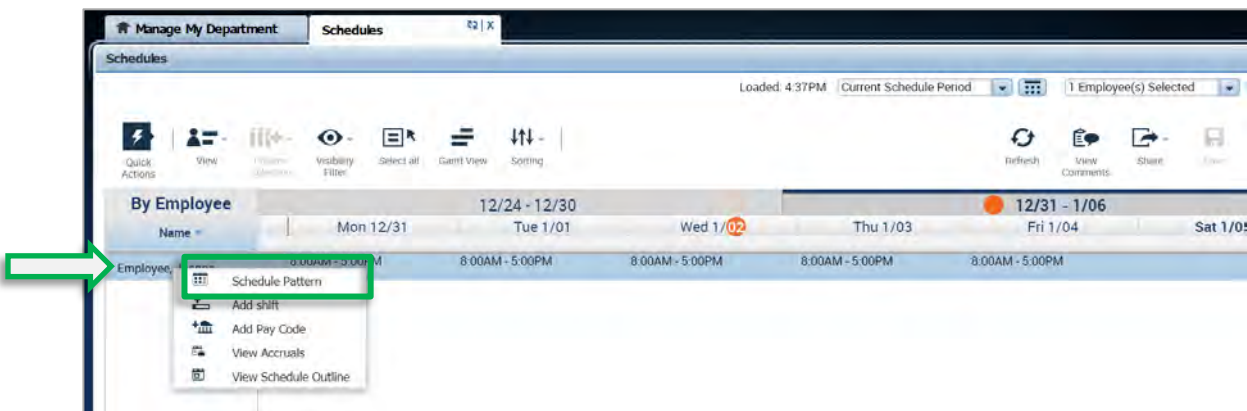 Manage My Department
Schedules
X
Schedules
Loaded: 4:37PM
Current Schedule Period
1 Employee(s) Selected
Quick Actions
View
Visibility Filter
Select all
Gantt View
Sorting
Refresh
View Comments
Share
By Employee
12/24 - 12/30
12/31 - 1/06
Name
Mon 12/31
Tue 1/01
Wed 1/02
Thu 1/03
Fri 1/04
Sat 1/05
Employee,
8:00AM - 5:00PM
8:00AM - 5:00PM
8:00AM - 5:00PM
8:00AM - 5:00PM
8:00AM - 5:00PM
Schedule Pattern
Add shift
Add Pay Code
View Accruals
View Schedule Outline